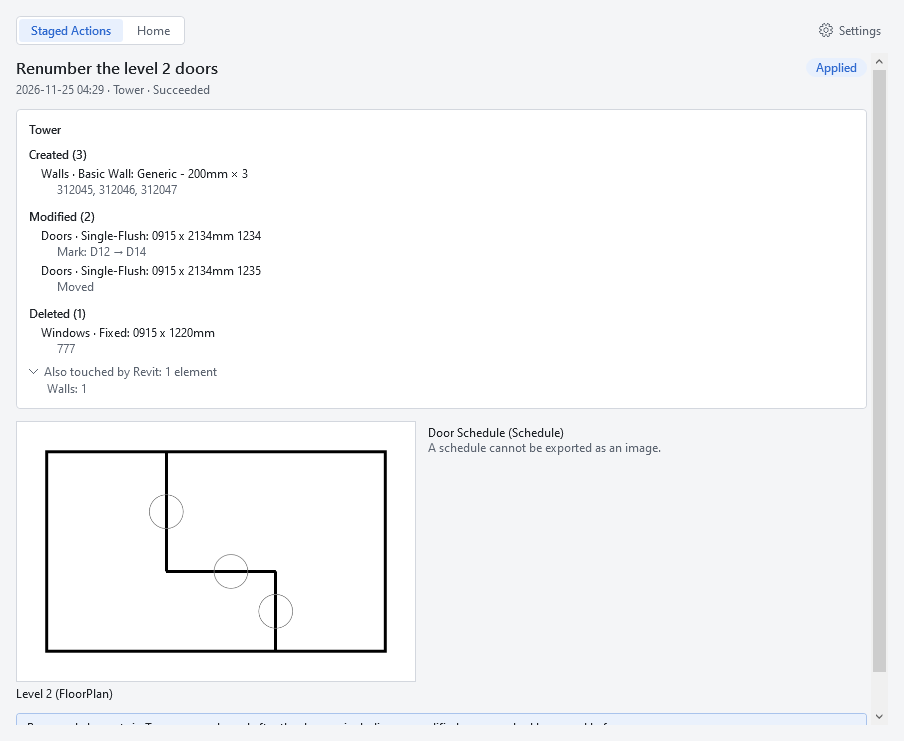 Staged Actions
Home
Settings
Renumber the level 2 doors
Applied
2026-11-25 04:29 · Tower · Succeeded
Tower
Created (3)
Walls · Basic Wall: Generic - 200mm × 3
312045, 312046, 312047
Modified (2)
Doors · Single-Flush: 0915 x 2134mm 1234
Mark: D12 → D14
Doors · Single-Flush: 0915 x 2134mm 1235
Moved
Deleted (1)
Windows · Fixed: 0915 x 1220mm
777
Also touched by Revit: 1 element
Walls: 1
Door Schedule (Schedule)
A schedule cannot be exported as an image.
Level 2 (FloorPlan)